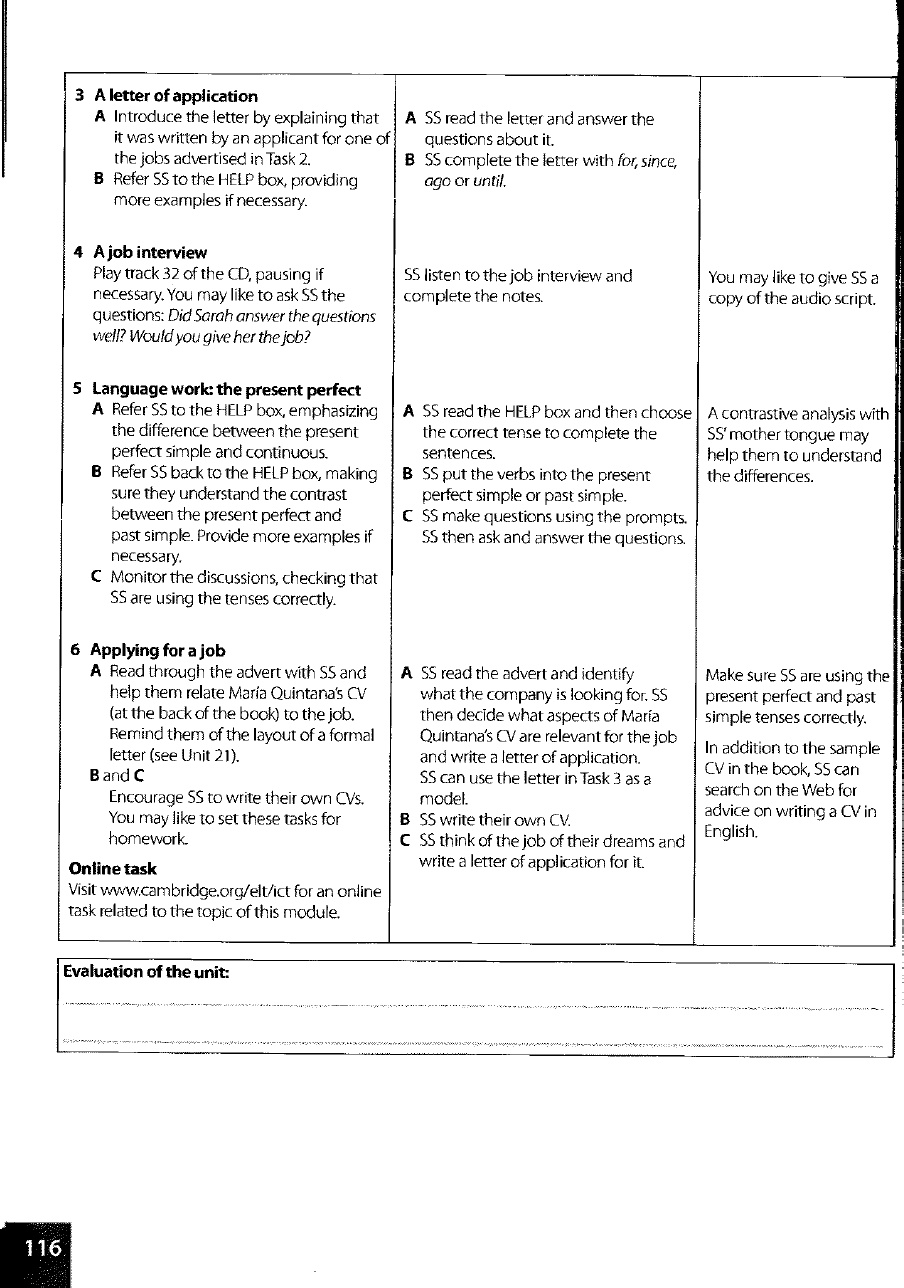 3 A letter of application
A Introduce the letter by explaining that
it was written by an applicant for one of
the jobs advertised in Task 2.
B Refer SS to the HELP box, providing
more examples if necessary.
A SS read the letter and answer the
questions about it.
B SS complete the letter with for, since,
ago or until.
4 A job interview
Play track 32 of the CD, pausing if
necessary. You may like to ask SS the
questions: Did Sarah answer the questions
well? Would you give her the job?
SS listen to the job interview and
complete the notes.
You may like to give SS a
copy of the audio script.
5 Language work: the present perfect
A Refer SS to the HELP box, emphasizing
the difference between the present
perfect simple and continuous.
B Refer SS back to the HELP box, making
sure they understand the contrast
between the present perfect and
past simple. Provide more examples if
necessary.
C Monitor the discussions, checking that
SS are using the tenses correctly.
A SS read the HELP box and then choose
the correct tense to complete the
sentences.
B SS put the verbs into the present
perfect simple or past simple.
C SS make questions using the prompts.
SS then ask and answer the questions.
A contrastive analysis with
SS' mother tongue may
help them to understand
the differences.
6 Applying for a job
A Read through the advert with SS and
help them relate María Quintana's CV
(at the back of the book) to the job.
Remind them of the layout of a formal
letter (see Unit 21).
B and C
Encourage SS to write their own CVs.
You may like to set these tasks for
homework.
Online task
Visit www.cambridge.org/elt/ict for an online
task related to the topic of this module.
A SS read the advert and identify
what the company is looking for. SS
then decide what aspects of María
Quintana's CV are relevant for the job
and write a letter of application.
SS can use the letter in Task 3 as a
model.
B SS write their own CV.
C SS think of the job of their dreams and
write a letter of application for it.
Make sure SS are using the
present perfect and past
simple tenses correctly.
In addition to the sample
CV in the book, SS can
search on the Web for
advice on writing a CV in
English.
Evaluation of the unit:
116